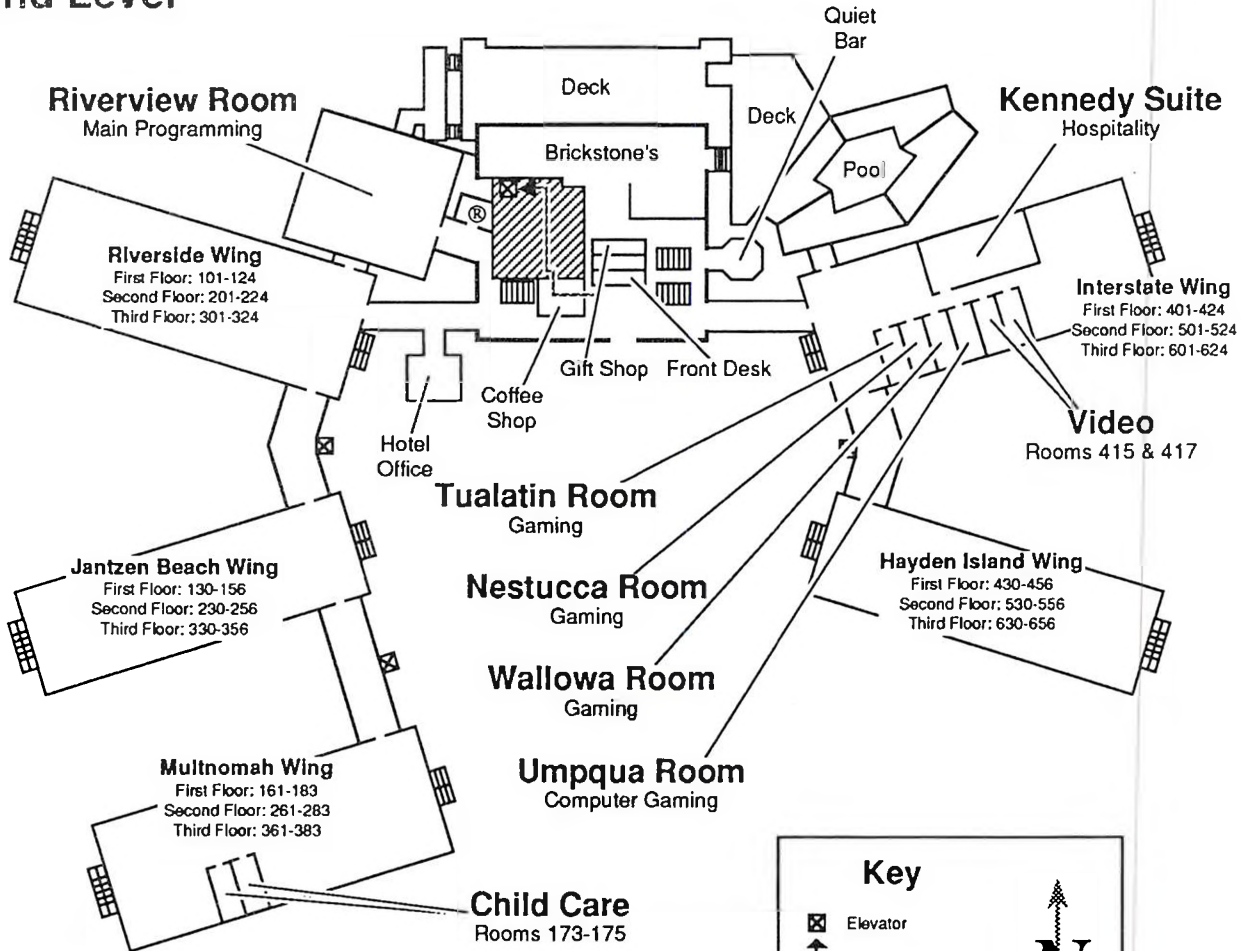 Quiet
Bar
Riverview Room
Main Programming
Deck
Deck
Kennedy Suite
Hospitality
Brickstone's
Pool
®
Riverside Wing
First Floor: 101-124
Second Floor: 201-224
Third Floor: 301-324
Interstate Wing
First Floor: 401-424
Second Floor: 501-524
Third Floor: 601-624
Gift Shop
Front Desk
Coffee
Shop
Hotel
Office
Video
Rooms 415 & 417
Tualatin Room
Gaming
Jantzen Beach Wing
First Floor: 130-156
Second Floor: 230-256
Third Floor: 330-356
Nestucca Room
Gaming
Hayden Island Wing
First Floor: 430-456
Second Floor: 530-556
Third Floor: 630-656
Wallowa Room
Gaming
Multnomah Wing
First Floor: 161-183
Second Floor: 261-283
Third Floor: 361-383
Umpqua Room
Computer Gaming
Child Care
Rooms 173-175
Key
Elevator
N